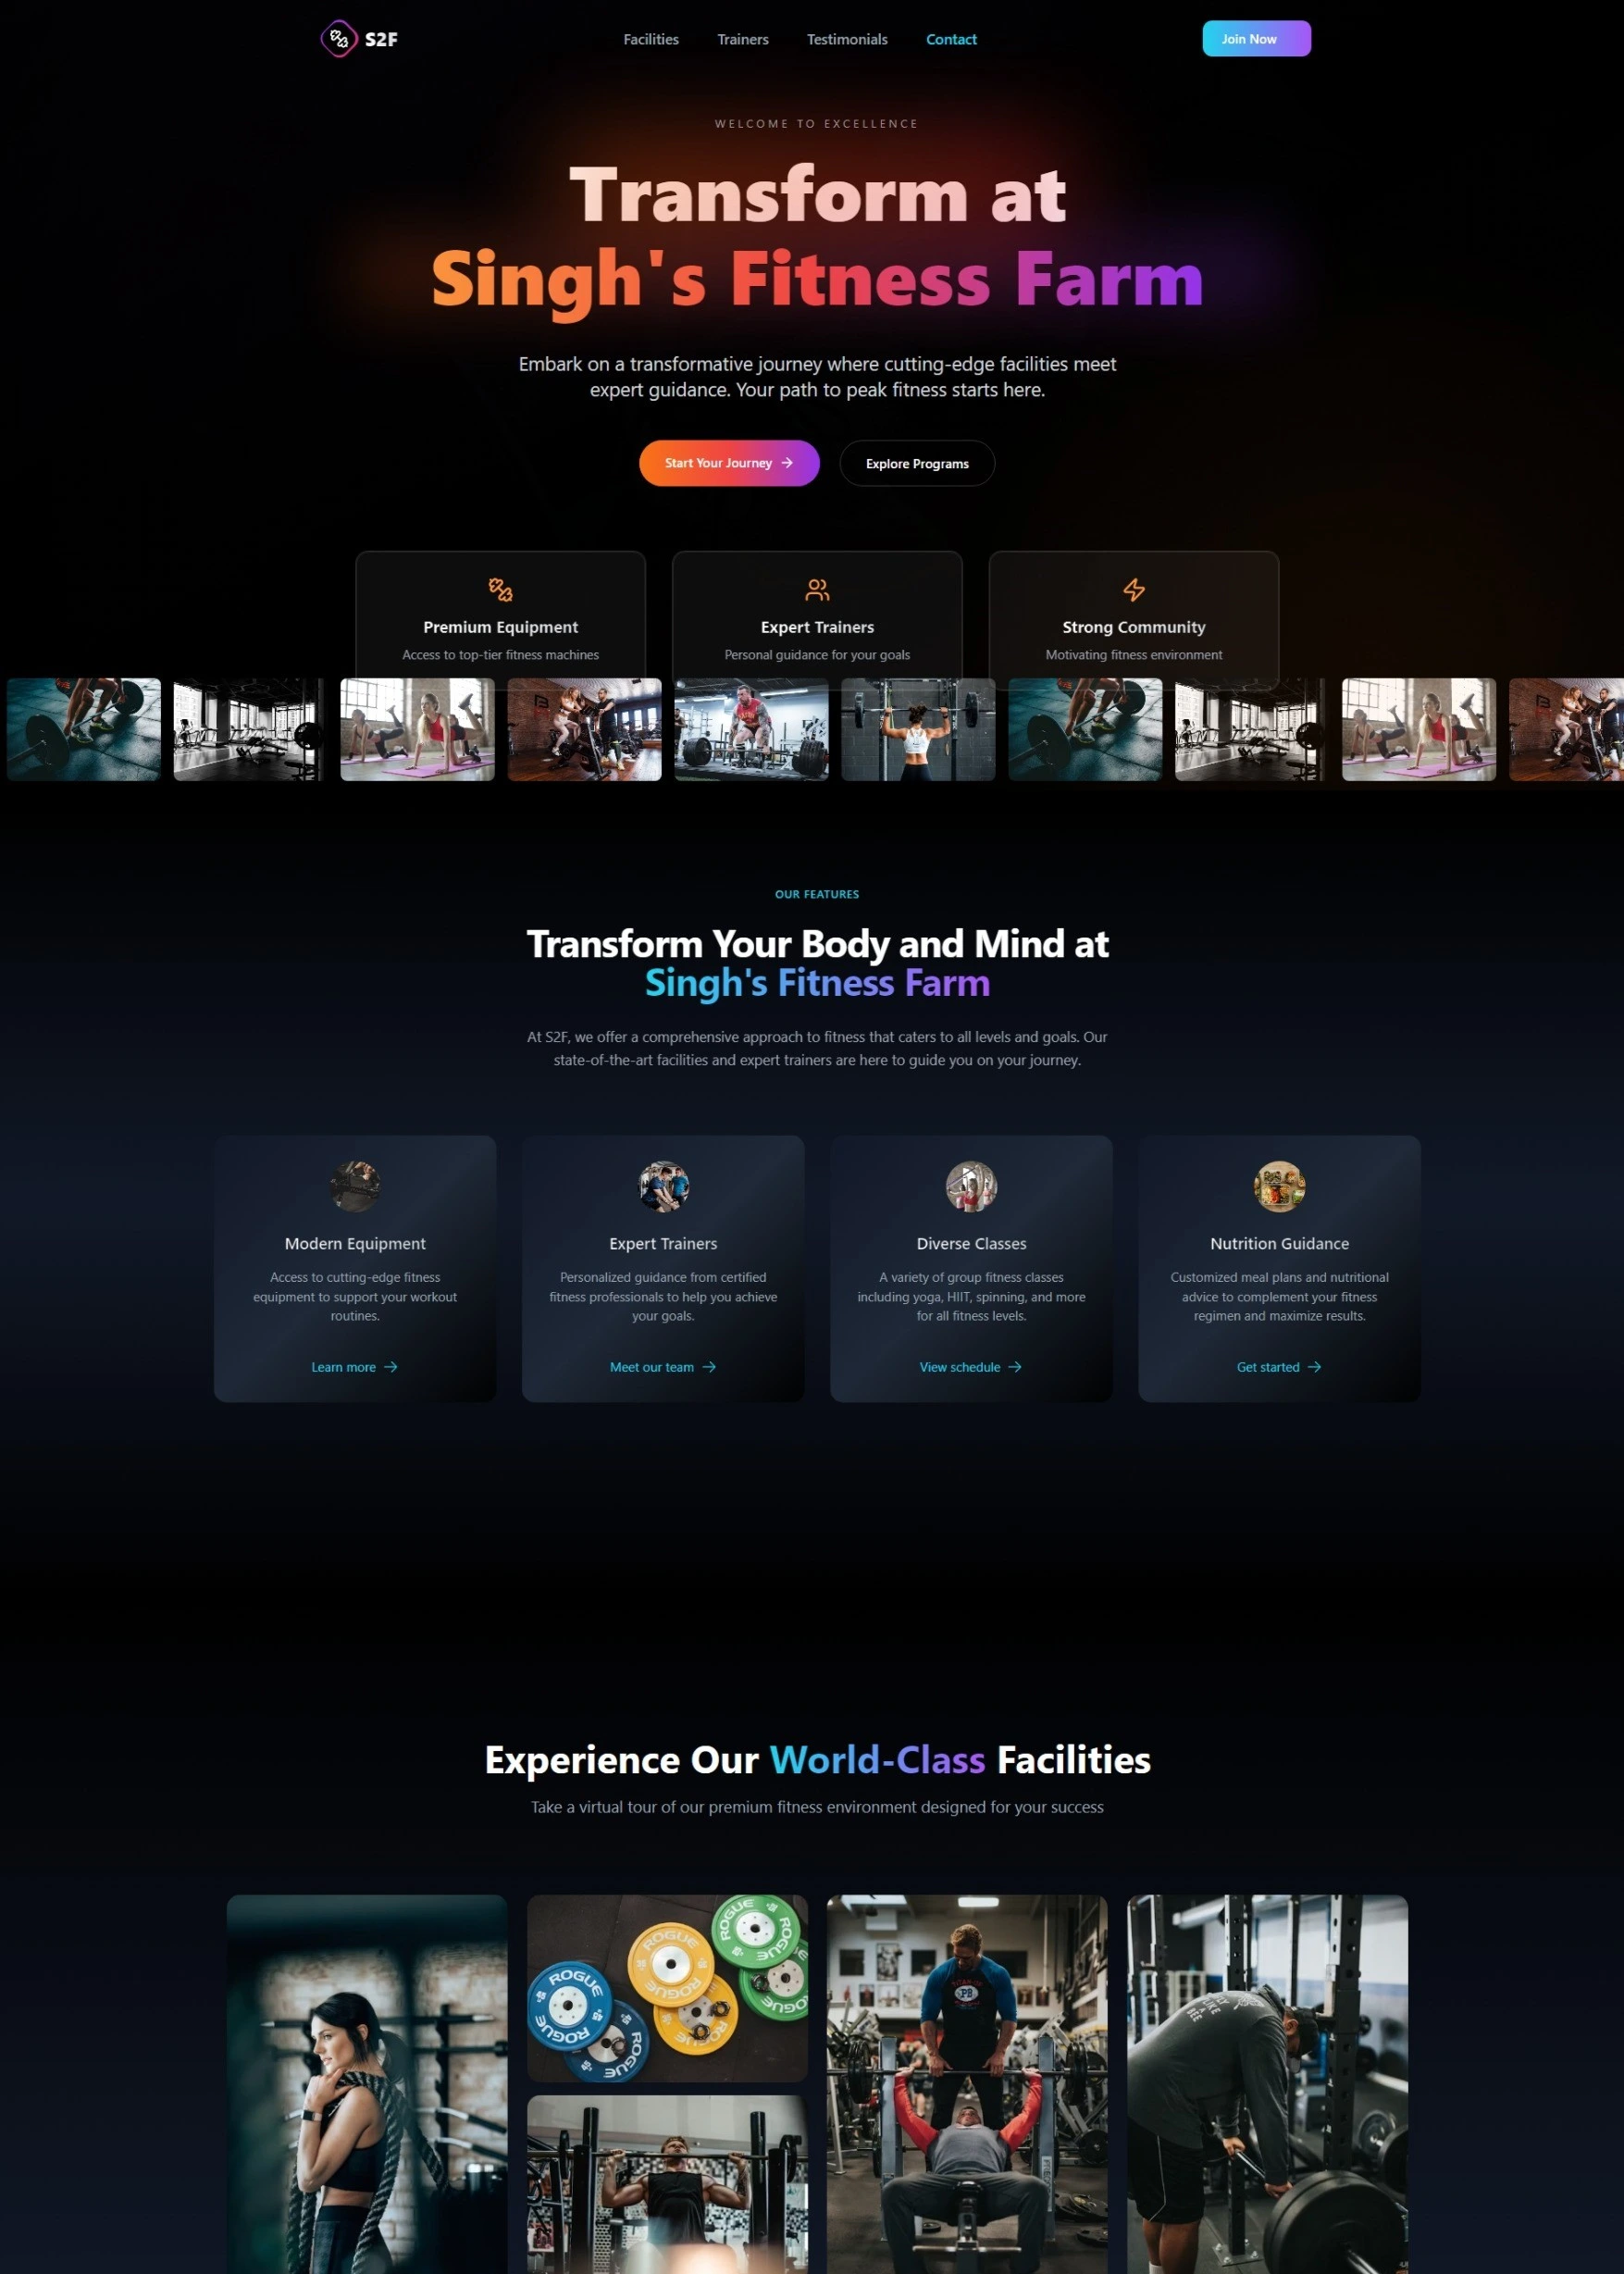 S2F
Facilities
Trainers
Testimonials
Contact
Join Now
WELCOME TO EXCELLENCE
Transform at
Singh's Fitness Farm
Embark on a transformative journey where cutting-edge facilities meet
expert guidance. Your path to peak fitness starts here.
Start Your Journey →
Explore Programs
Premium Equipment
Access to top-tier fitness machines
Expert Trainers
Personal guidance for your goals
Strong Community
Motivating fitness environment
OUR FEATURES
Transform Your Body and Mind at
Singh's Fitness Farm
At S2F, we offer a comprehensive approach to fitness that caters to all levels and goals. Our
state-of-the-art facilities and expert trainers are here to guide you on your journey.
Modern Equipment
Access to cutting-edge fitness
equipment to support your workout
routines.
Learn more →
Expert Trainers
Personalized guidance from certified
fitness professionals to help you achieve
your goals.
Meet our team →
Diverse Classes
A variety of group fitness classes
including yoga, HIIT, spinning, and more
for all fitness levels.
View schedule →
Nutrition Guidance
Customized meal plans and nutritional
advice to complement your fitness
regimen and maximize results.
Get started →
Experience Our World-Class Facilities
Take a virtual tour of our premium fitness environment designed for your success
ROGUE
ROGUE
ROGUE
ROGUE
ROGUE
ROGUE
ROGUE
PB